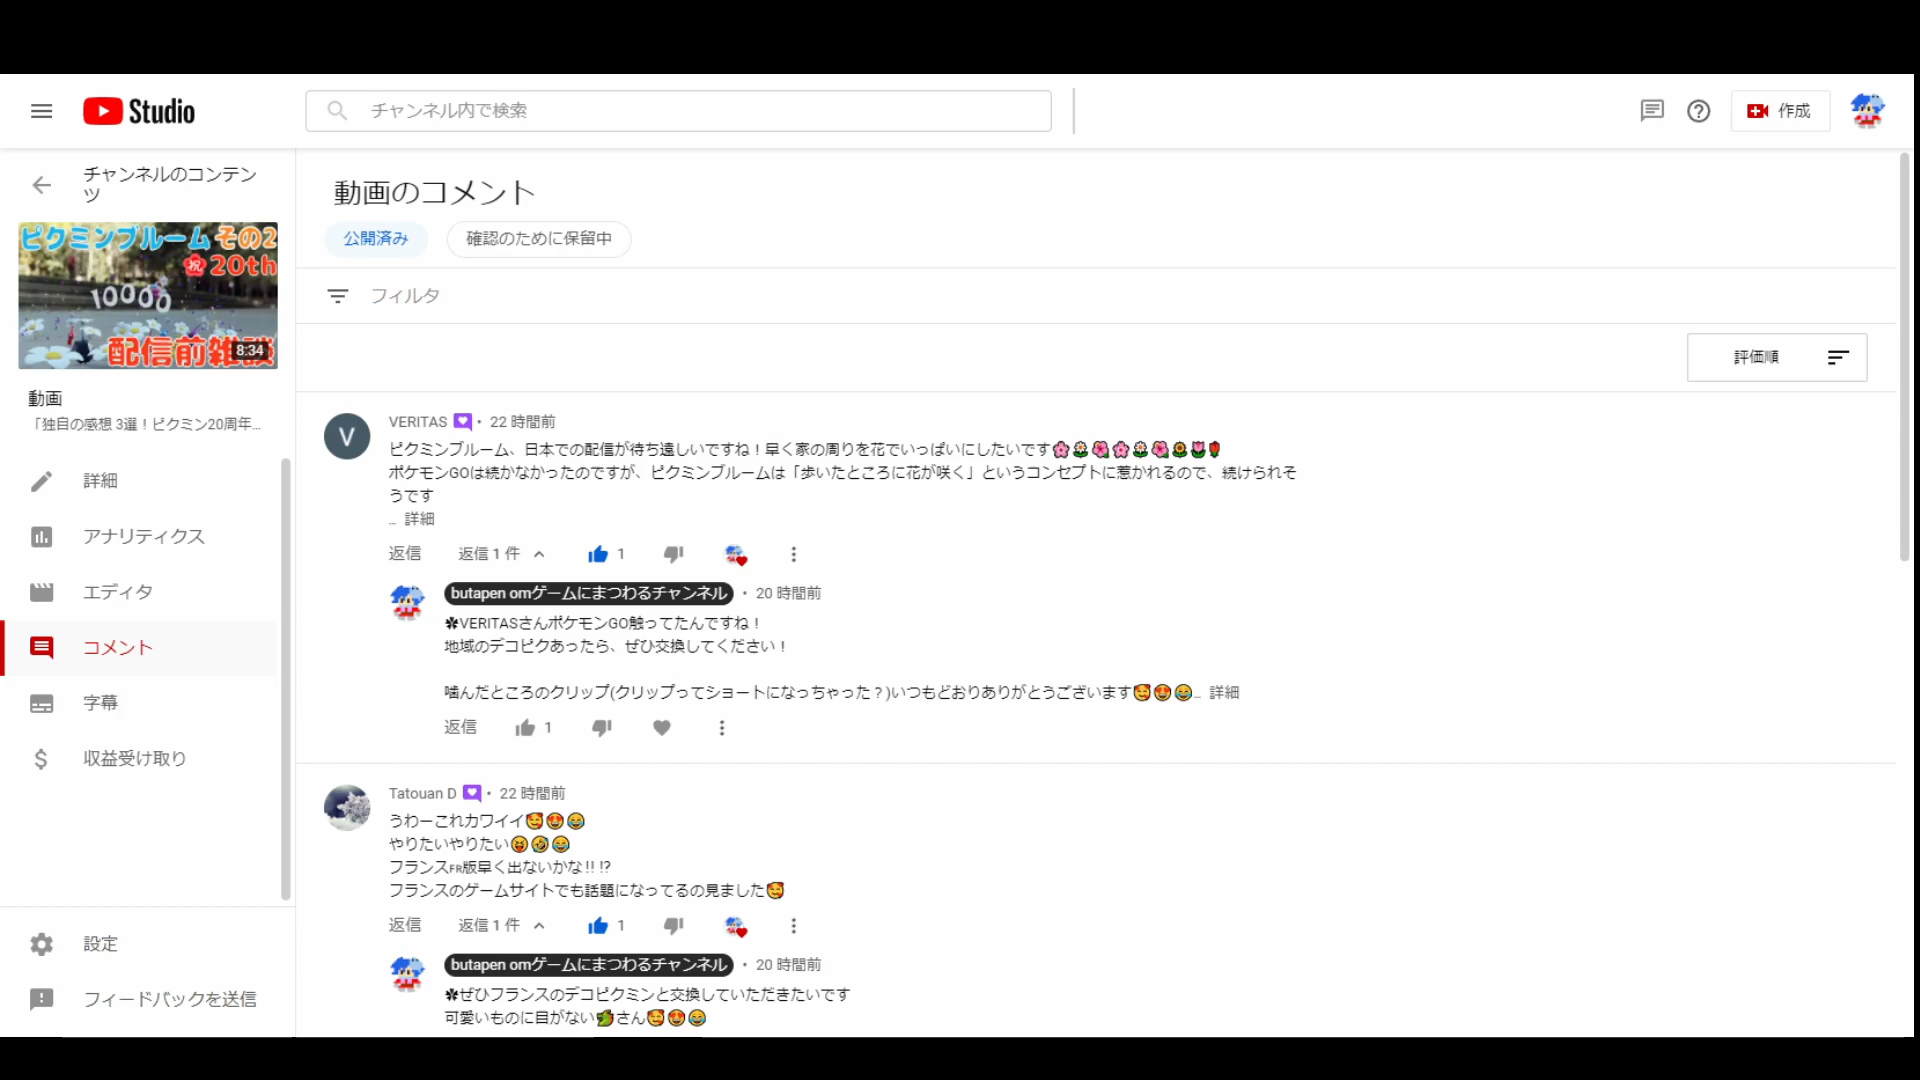 Studio
チャンネル内で検索
作成
チャンネルのコンテン
ツ
ピクミンブルーム その2
㊗20th
10000
配信前雑談
8:34
動画
「独自の感想 3選！ピクミン20周年...
詳細
アナリティクス
エディタ
コメント
字幕
収益受け取り
設定
フィードバックを送信
動画のコメント
公開済み
確認のために保留中
フィルタ
評価順
V
VERITAS ・ 22 時間前
ピクミンブルーム、日本での配信が待ち遠しいですね！早く家の周りを花でいっぱいにしたいです🌸🌼🌺🌸🌼🌺🌻🌷🌹
ポケモンGOは続かなかったのですが、ピクミンブルームは「歩いたところに花が咲く」というコンセプトに惹かれるので、続けられそ
うです
... 詳細
返信 返信 1 件 1
butapen omゲームにまつわるチャンネル ・ 20 時間前
✽VERITASさんポケモンGO触ってたんですね！
地域のデコピクあったら、ぜひ交換してください！
噛んだところのクリップ(クリップってショートになっちゃった？)いつもどおりありがとうございます🥰😍😂... 詳細
返信 1
Tatouan D ・ 22 時間前
うわーこれカワイイ🥰😍😂
やりたいやりたい😝🤣😂
フランス🇫🇷版早く出ないかな‼⁉
フランスのゲームサイトでも話題になってるの見ました🥰
返信 返信 1 件 1
butapen omゲームにまつわるチャンネル ・ 20 時間前
✽ぜひフランスのデコピクミンと交換していただきたいです
可愛いものに目がない🐲さん🥰😍😂